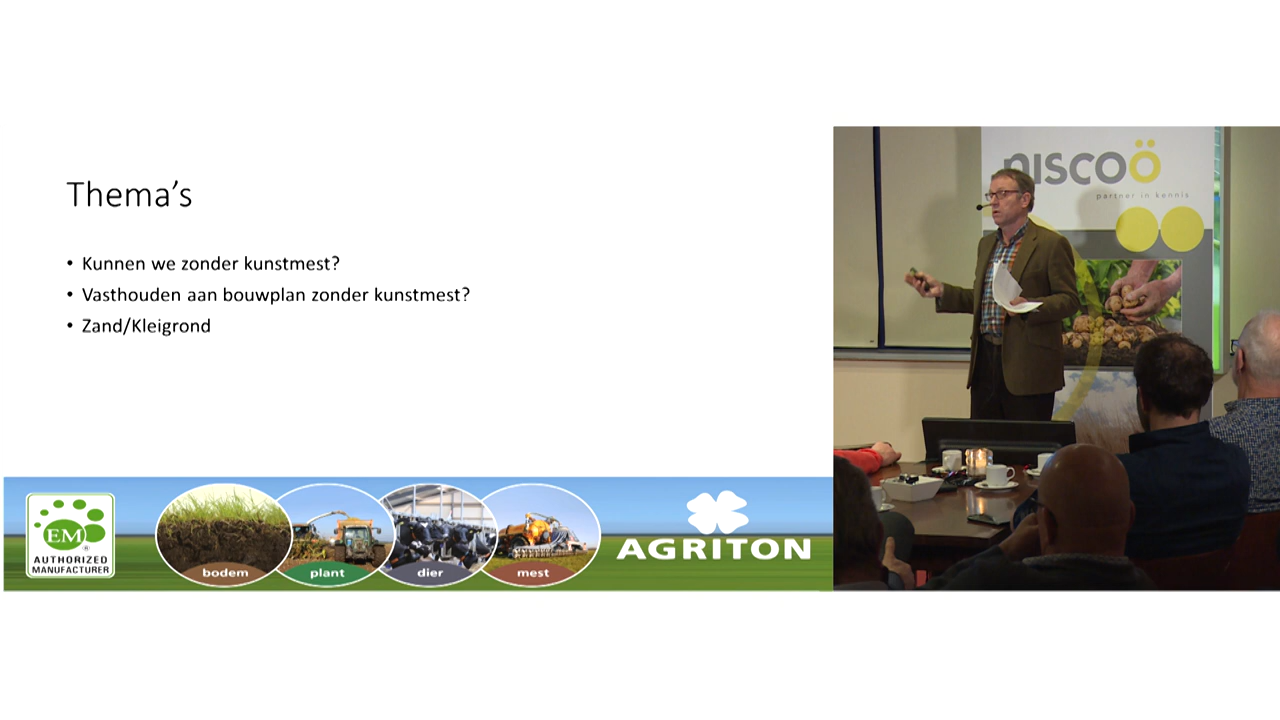 Thema's
• Kunnen we zonder kunstmest?
• Vasthouden aan bouwplan zonder kunstmest?
• Zand/Kleigrond
EM
®
AUTHORIZED
MANUFACTURER
bodem
plant
dier
mest
AGRITON
niscoö
partner in kennis